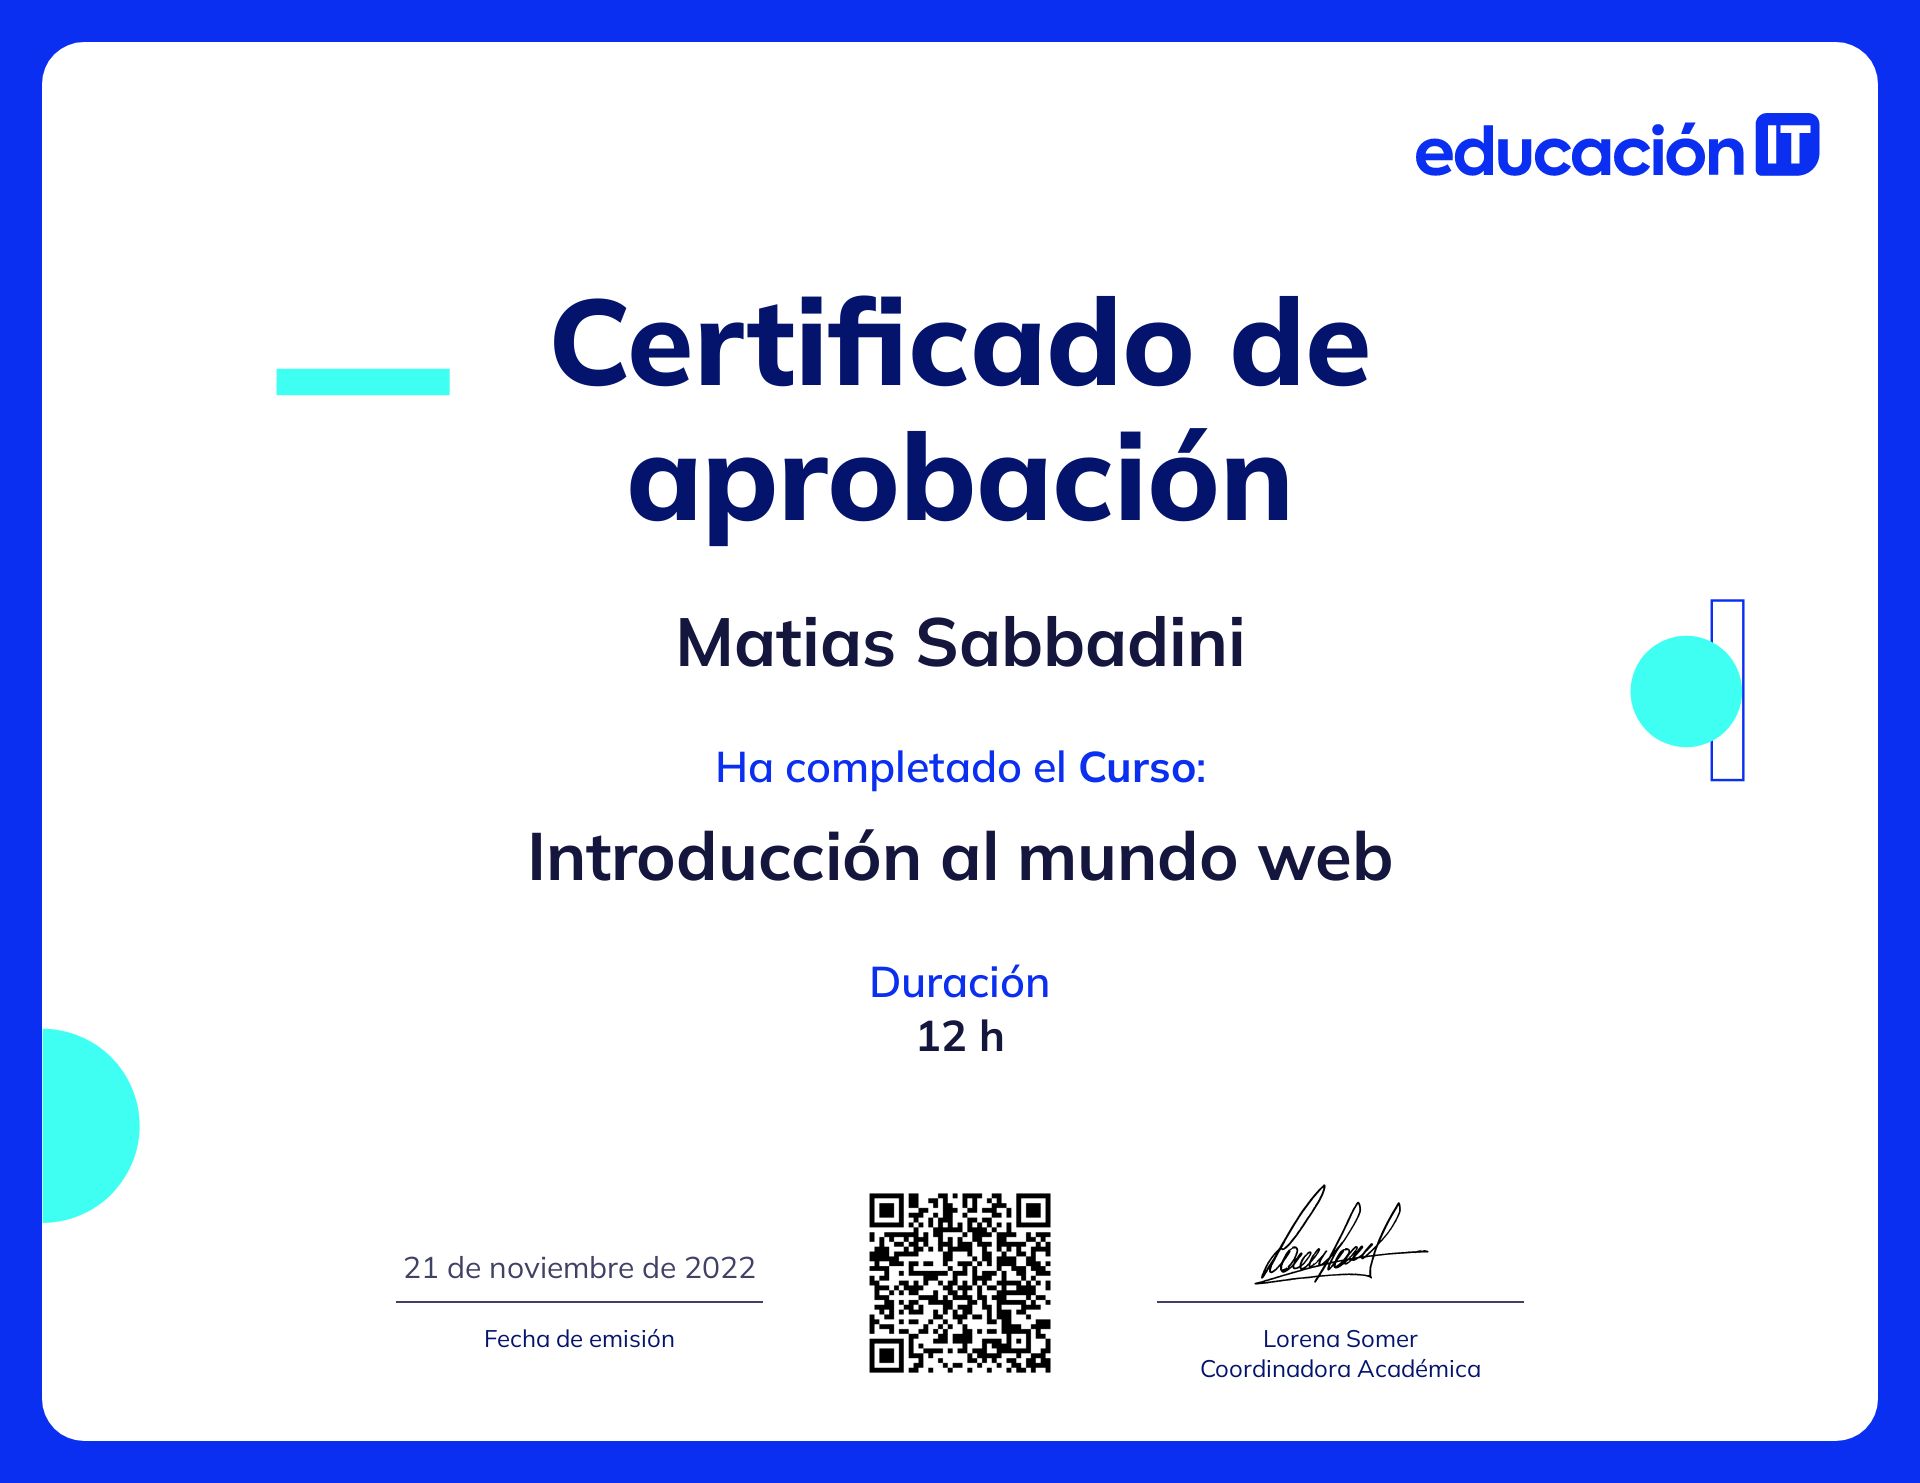 educación IT
Certificado de
aprobación
Matias Sabbadini
Ha completado el Curso:
Introducción al mundo web
Duración
12 h
21 de noviembre de 2022
Fecha de emisión
Lorena Somer
Coordinadora Académica